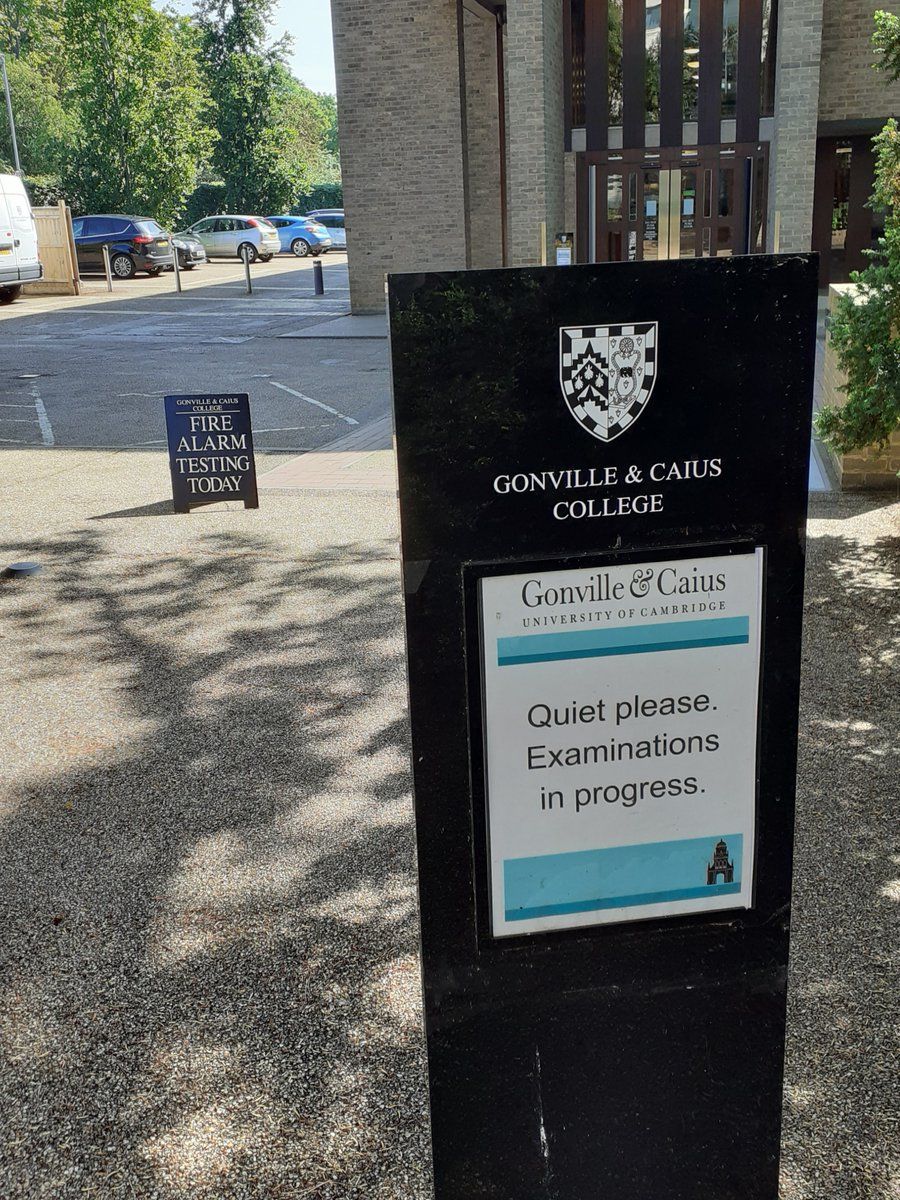 GONVILLE & CAIUS
COLLEGE
FIRE
ALARM
TESTING
TODAY
GONVILLE & CAIUS
COLLEGE
Gonville & Caius
UNIVERSITY OF CAMBRIDGE
Quiet please.
Examinations
in progress.